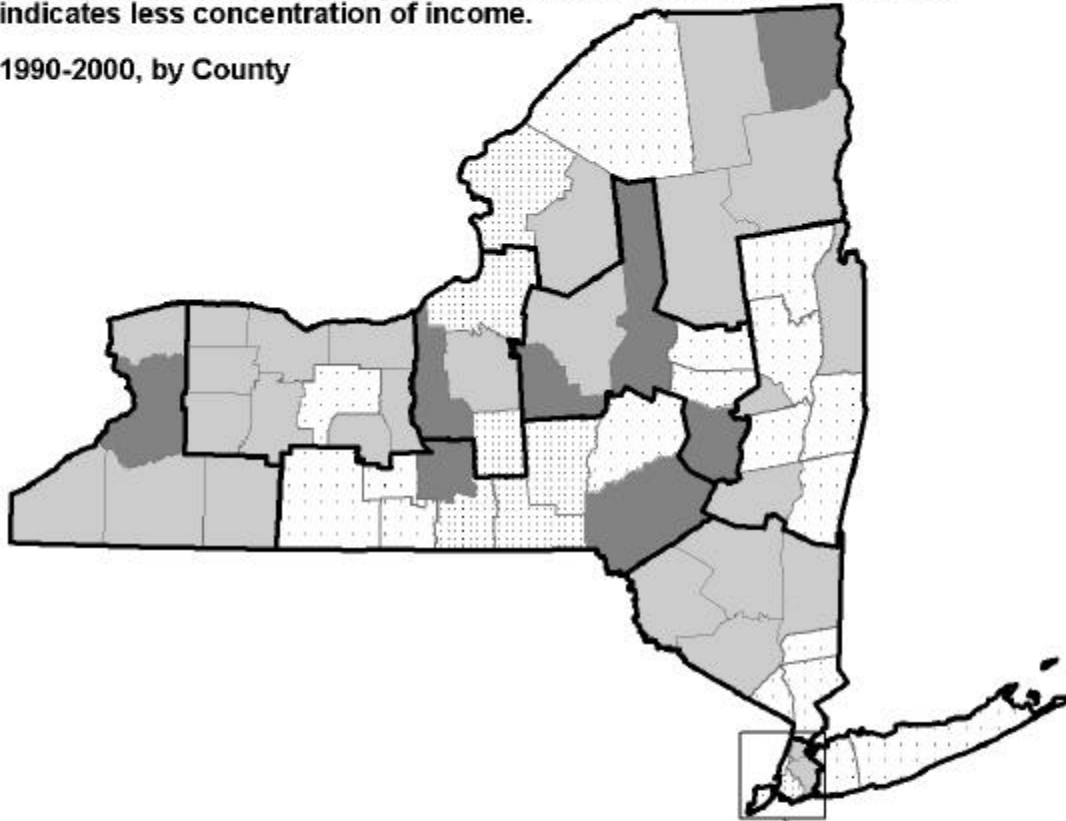 indicates less concentration of income.
1990-2000, by County